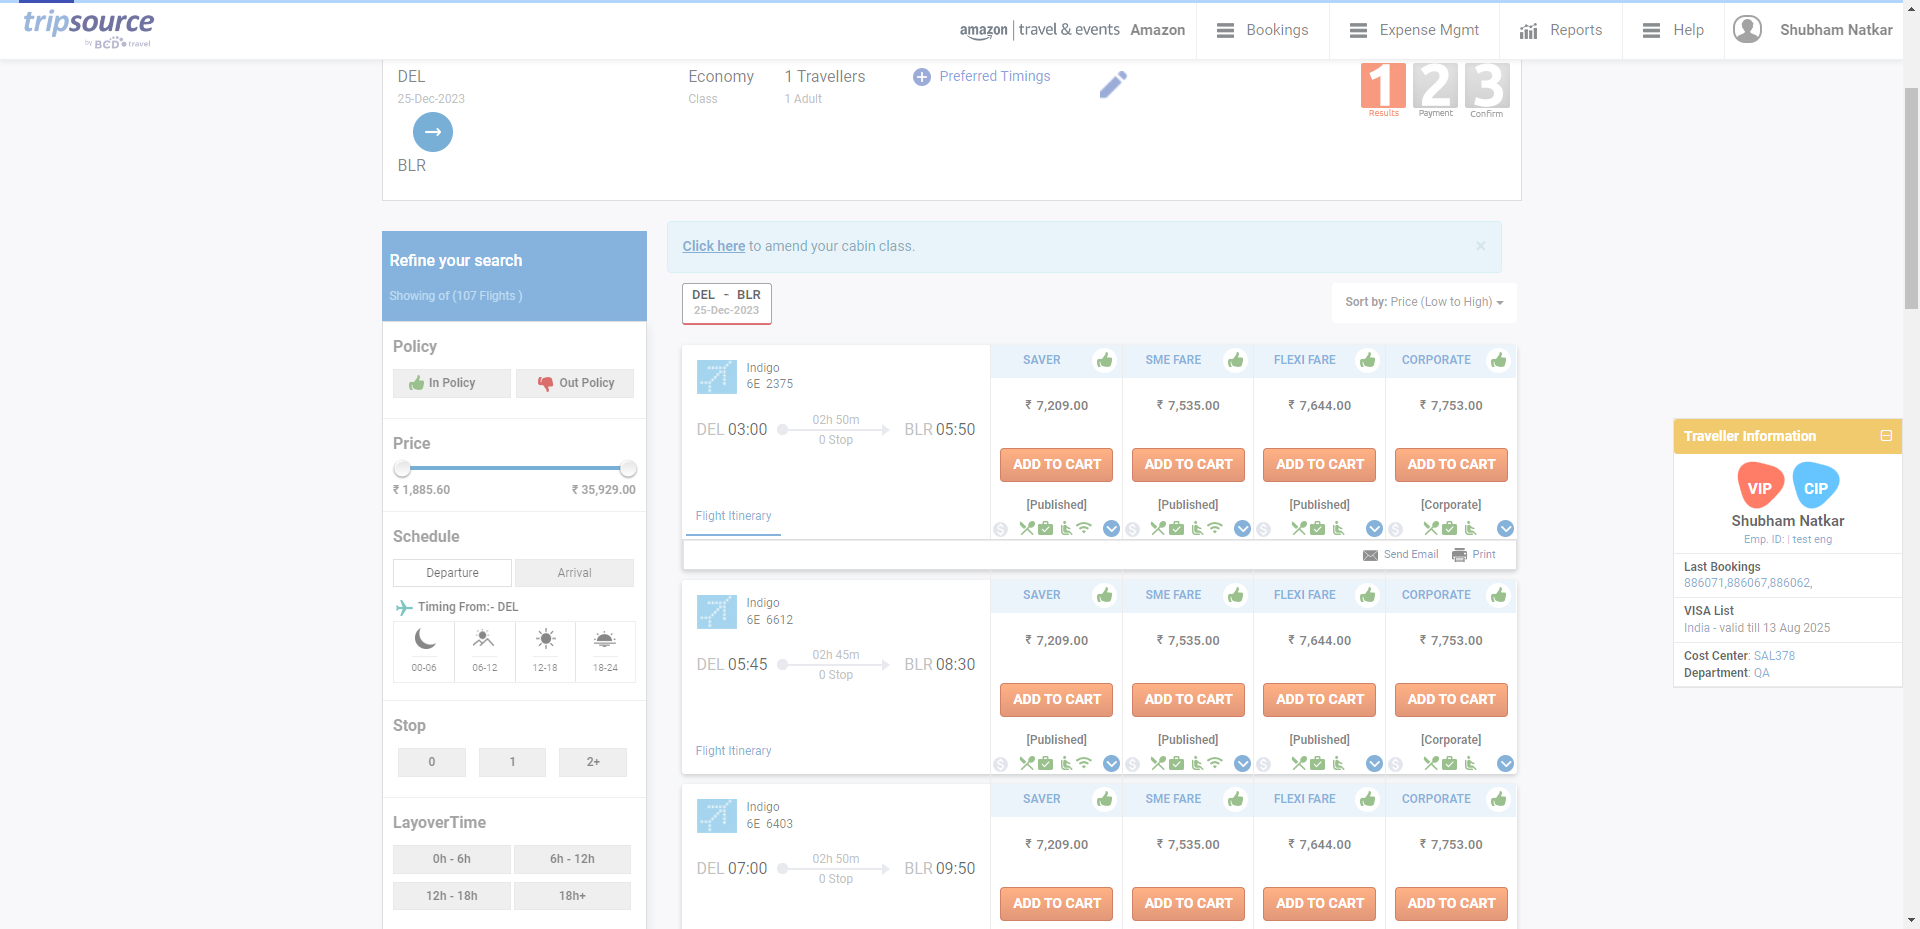 tripsource
by BCD travel
amazon | travel & events Amazon
Bookings
Expense Mgmt
Reports
Help
Shubham Natkar
DEL
25-Dec-2023
BLR
Economy
Class
1 Travellers
1 Adult
Preferred Timings
1 2 3
Results Payment Confirm
Refine your search
Showing of (107 Flights )
Policy
In Policy Out Policy
Price
₹ 1,885.60 ₹ 35,929.00
Schedule
Departure Arrival
Timing From:- DEL
00-06 06-12 12-18 18-24
Stop
0 1 2+
LayoverTime
0h - 6h 6h - 12h
12h - 18h 18h+
Click here to amend your cabin class. ×
DEL - BLR
25-Dec-2023
Sort by: Price (Low to High)
Indigo
6E 2375
DEL 03:00 02h 50m BLR 05:50
0 Stop
Flight Itinerary
SAVER SME FARE FLEXI FARE CORPORATE
₹ 7,209.00 ₹ 7,535.00 ₹ 7,644.00 ₹ 7,753.00
ADD TO CART ADD TO CART ADD TO CART ADD TO CART
[Published] [Published] [Published] [Corporate]
$ $ $ $
Send Email Print
Indigo
6E 6612
DEL 05:45 02h 45m BLR 08:30
0 Stop
Flight Itinerary
SAVER SME FARE FLEXI FARE CORPORATE
₹ 7,209.00 ₹ 7,535.00 ₹ 7,644.00 ₹ 7,753.00
ADD TO CART ADD TO CART ADD TO CART ADD TO CART
[Published] [Published] [Published] [Corporate]
$ $ $ $
Indigo
6E 6403
DEL 07:00 02h 50m BLR 09:50
0 Stop
SAVER SME FARE FLEXI FARE CORPORATE
₹ 7,209.00 ₹ 7,535.00 ₹ 7,644.00 ₹ 7,753.00
ADD TO CART ADD TO CART ADD TO CART ADD TO CART
Traveller Information
VIP CIP
Shubham Natkar
Emp. ID: | test eng
Last Bookings
886071,886067,886062,
VISA List
India - valid till 13 Aug 2025
Cost Center: SAL378
Department: QA